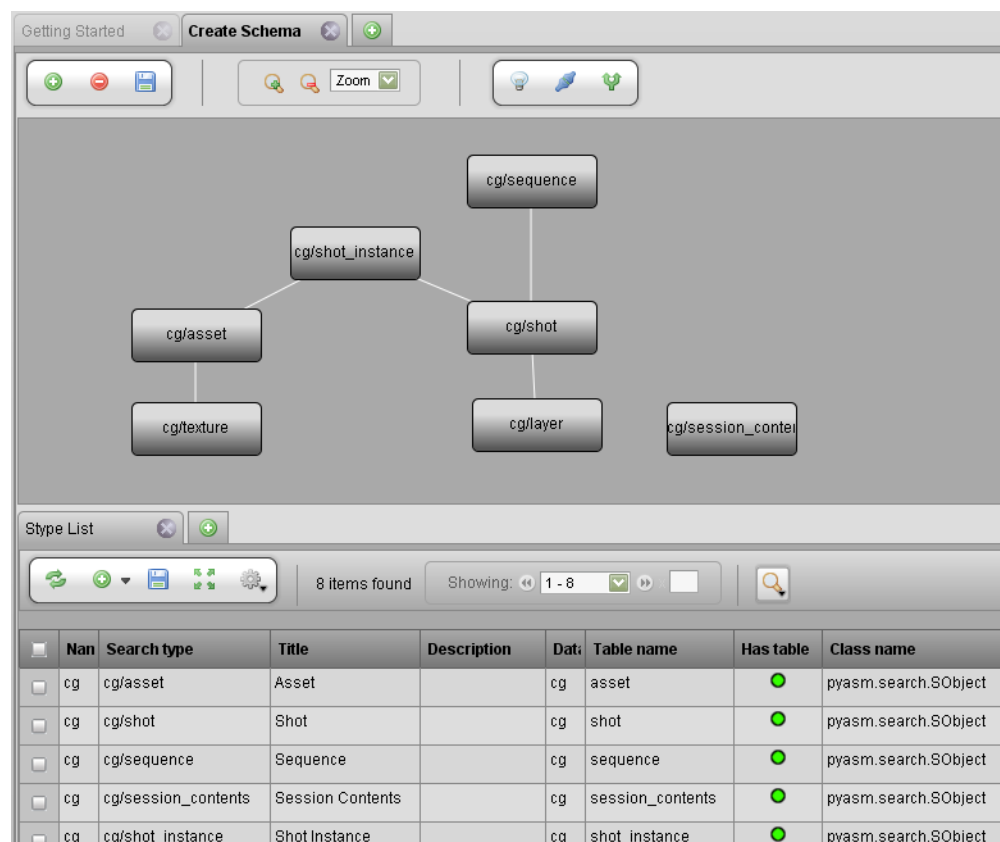 Getting Started Create Schema
Zoom
cg/sequence
cg/shot_instance
cg/shot
cg/asset
cg/layer
cg/texture
cg/session_conter
Stype List
8 items found Showing: 1 - 8
Nan Search type Title Description Data Table name Has table Class name
cg cg/asset Asset cg asset pyasm.search.SObject
cg cg/shot Shot cg shot pyasm.search.SObject
cg cg/sequence Sequence cg sequence pyasm.search.SObject
cg cg/session_contents Session Contents cg session_contents pyasm.search.SObject
cg cg/shot_instance Shot Instance cg shot_instance pyasm.search.SObject